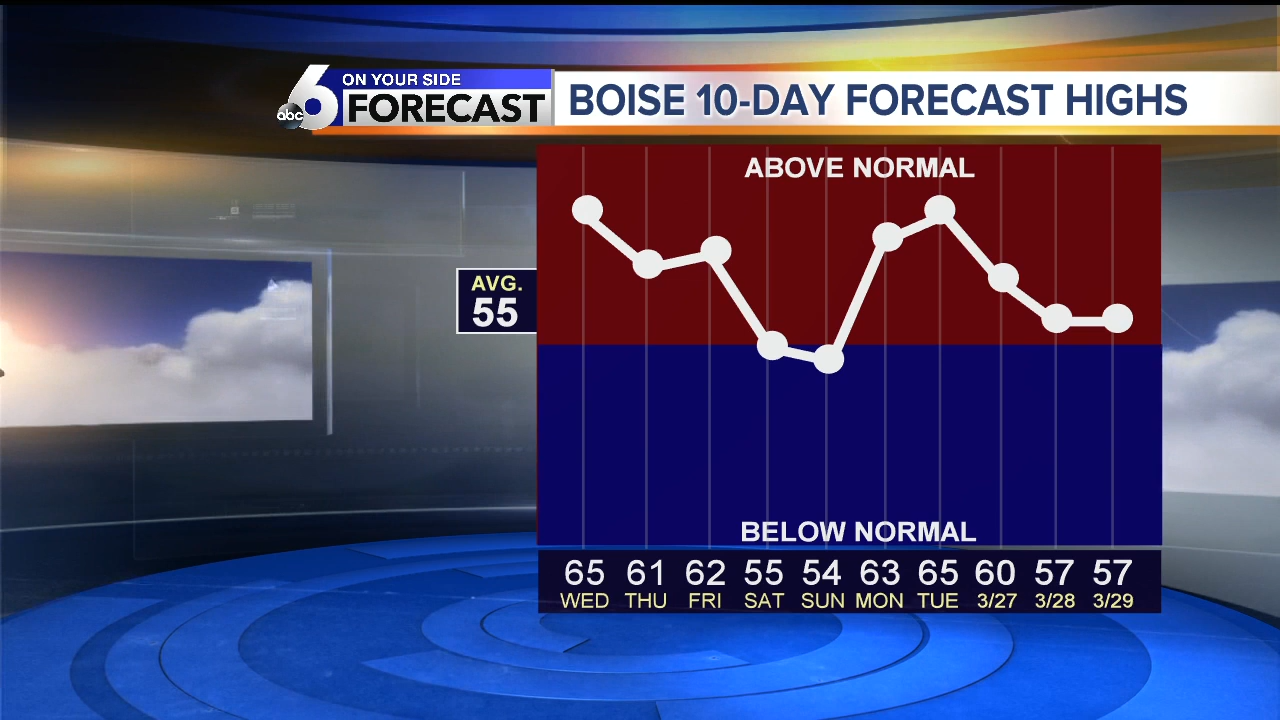 ON YOUR SIDE
abc 6 FORECAST
BOISE 10-DAY FORECAST HIGHS
ABOVE NORMAL
AVG.
55
BELOW NORMAL
65 61 62 55 54 63 65 60 57 57
WED THU FRI SAT SUN MON TUE 3/27 3/28 3/29